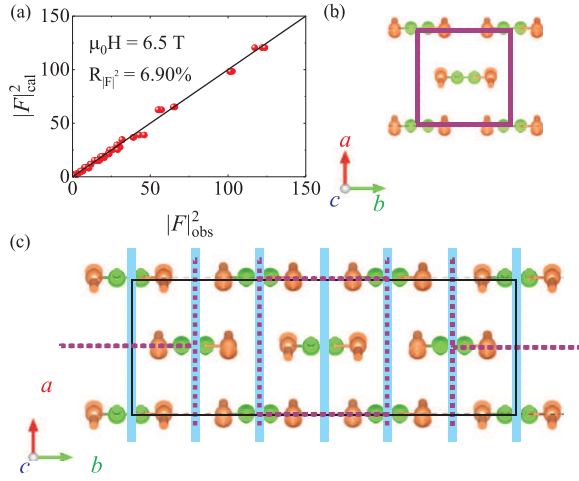 (a)
150
100
50
0
|F|²cal
μ₀H = 6.5 T
R|F|² = 6.90%
0 50 100 150
|F|²obs
(b)
a
c b
(c)
a
c b